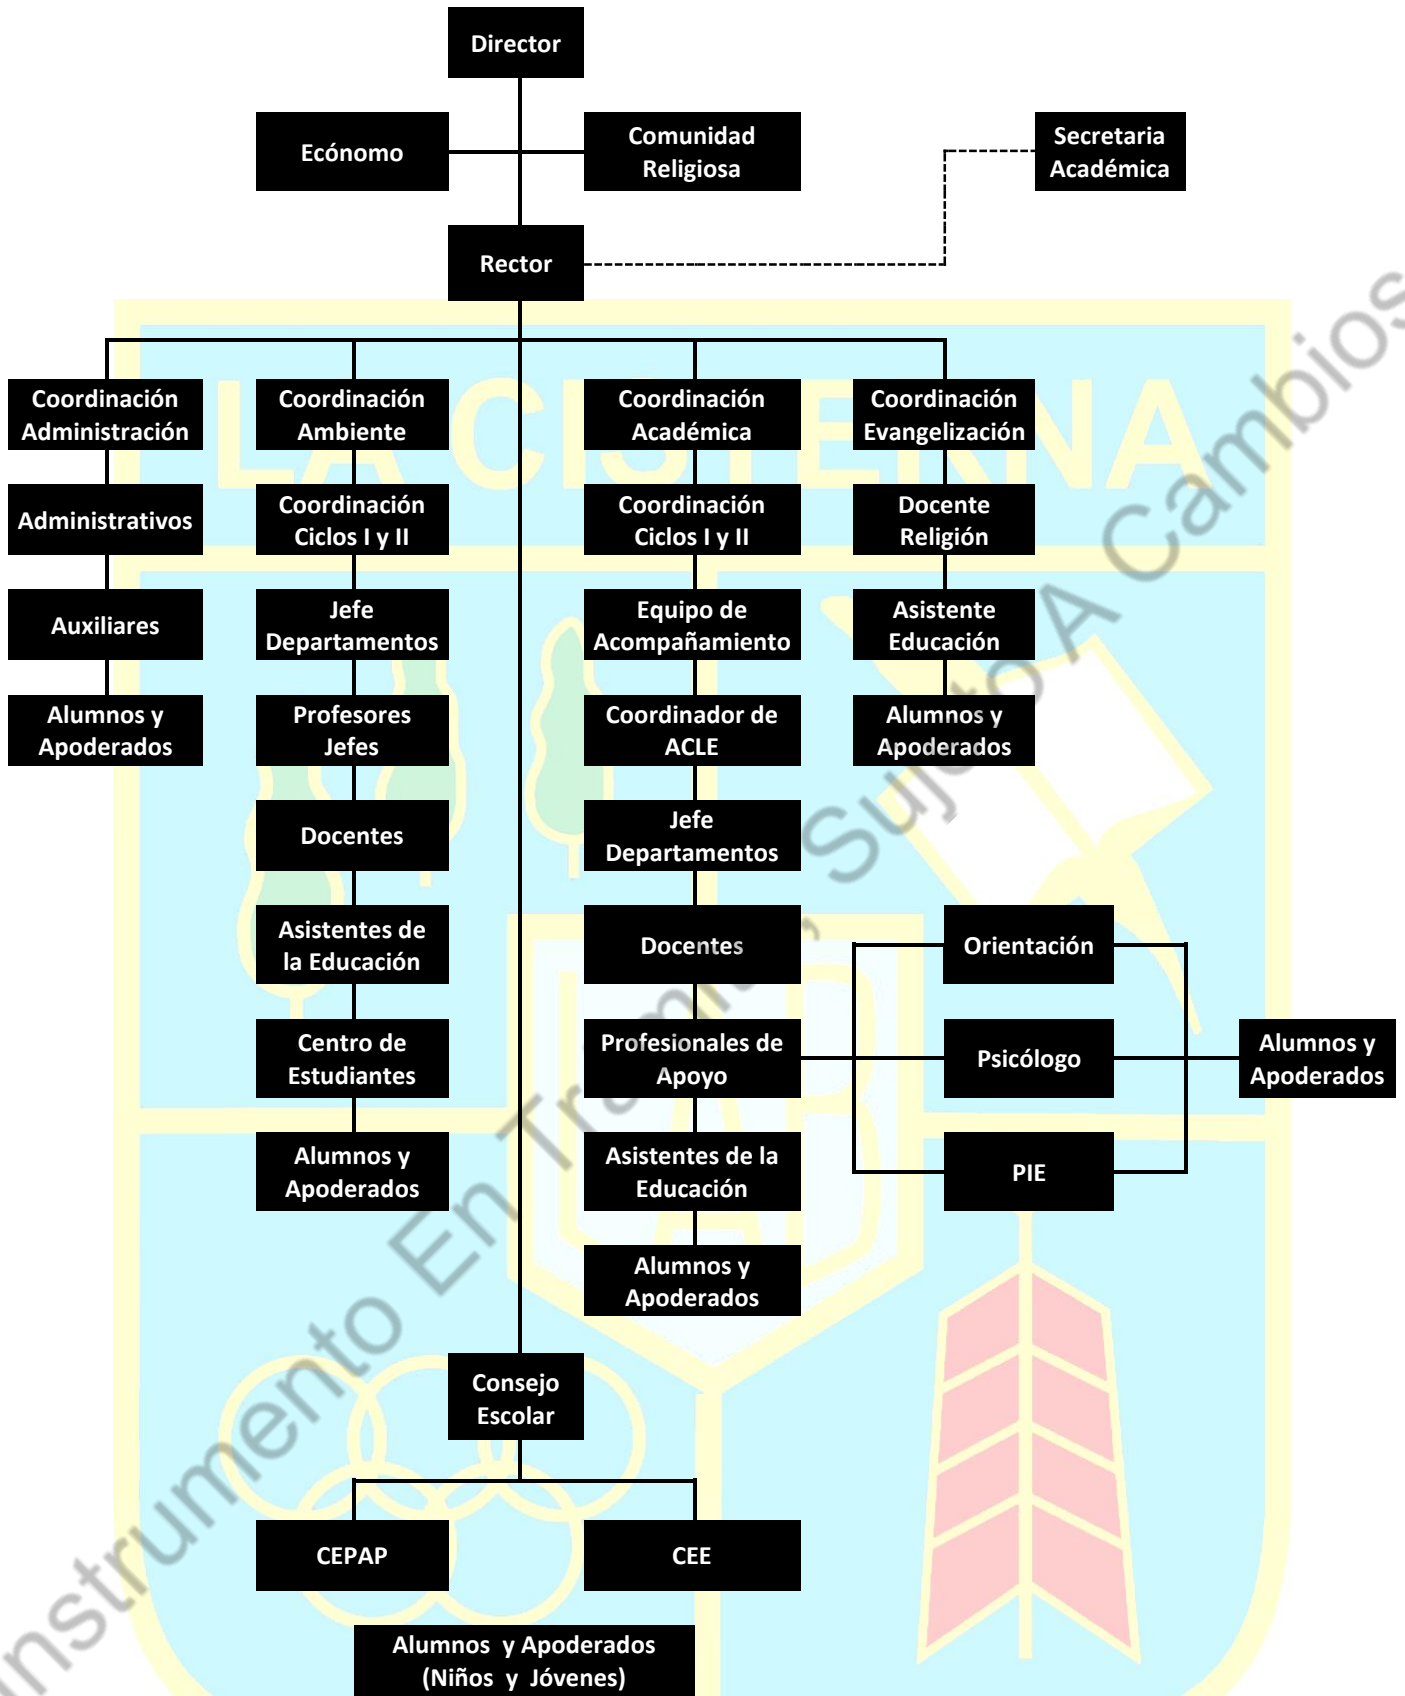 Director
Ecónomo
Comunidad
Religiosa
Secretaria
Académica
Rector
LA CISTERNA
Coordinación
Administración
Coordinación
Ambiente
Coordinación
Académica
Coordinación
Evangelización
Administrativos
Coordinación
Ciclos I y II
Coordinación
Ciclos I y II
Docente
Religión
Auxiliares
Jefe
Departamentos
Equipo de
Acompañamiento
Asistente
Educación
Alumnos y
Apoderados
Profesores
Jefes
Coordinador de
ACLE
Alumnos y
Apoderados
Docentes
Jefe
Departamentos
Asistentes de
la Educación
Docentes
Orientación
Centro de
Estudiantes
Profesionales de
Apoyo
Psicólogo
Alumnos y
Apoderados
Alumnos y
Apoderados
Asistentes de la
Educación
PIE
Alumnos y
Apoderados
Consejo
Escolar
CEPAP
CEE
Alumnos y Apoderados
(Niños y Jóvenes)
LAB
Instrumento En Tramite, Sujeto A Cambios